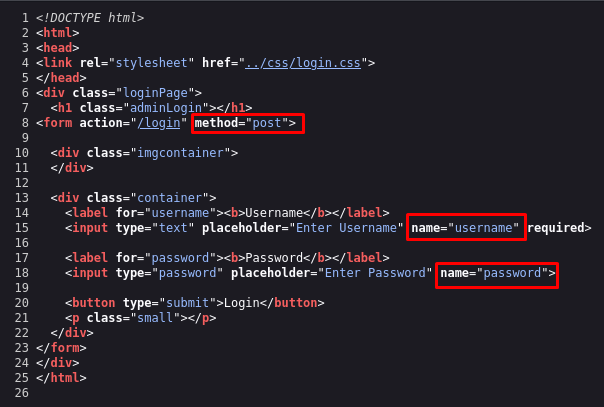 1 <!DOCTYPE html>
2 <html>
3 <head>
4 <link rel="stylesheet" href="../css/login.css">
5 </head>
6 <div class="loginPage">
7   <h1 class="adminLogin"></h1>
8 <form action="/login" method="post">
9
10   <div class="imgcontainer">
11   </div>
12
13   <div class="container">
14     <label for="username"><b>Username</b></label>
15     <input type="text" placeholder="Enter Username" name="username" required>
16
17     <label for="password"><b>Password</b></label>
18     <input type="password" placeholder="Enter Password" name="password">
19
20     <button type="submit">Login</button>
21     <p class="small"></p>
22   </div>
23 </form>
24 </div>
25 </html>
26